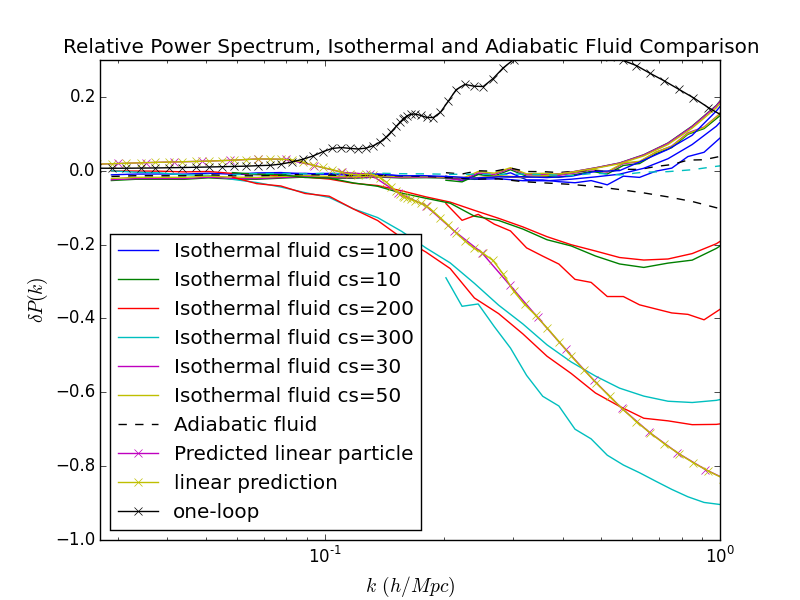 Relative Power Spectrum, Isothermal and Adiabatic Fluid Comparison
0.2
0.0
−0.2
−0.4
−0.6
−0.8
−1.0
δP(k)
Isothermal fluid cs=100
Isothermal fluid cs=10
Isothermal fluid cs=200
Isothermal fluid cs=300
Isothermal fluid cs=30
Isothermal fluid cs=50
Adiabatic fluid
Predicted linear particle
linear prediction
one-loop
10⁻¹ 10⁰
k (h/Mpc)